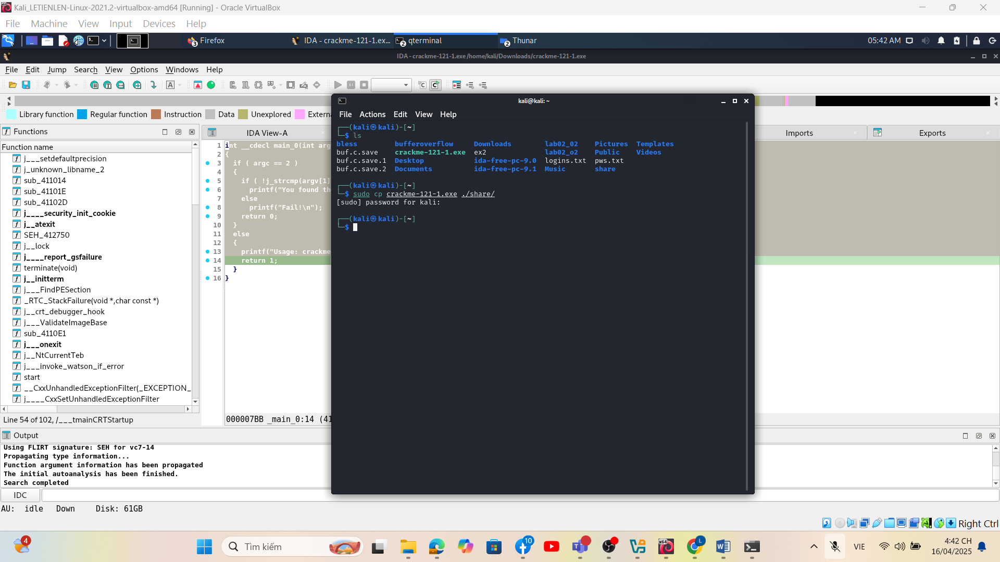 Kali_LETIENLEN-Linux-2021.2-virtualbox-amd64 [Running] - Oracle VirtualBox
File Machine View Input Devices Help
3 Firefox
IDA - crackme-121-1.ex...
2 qterminal
2 Thunar
05:42 AM
IDA - crackme-121-1.exe /home/kali/Downloads/crackme-121-1.exe
File Edit Jump Search View Options Windows Help
Library function Regular function Instruction Data Unexplored Externa
Functions
IDA View-A
Imports
Exports
Function name
j___setdefaultprecision
j_unknown_libname_2
sub_411014
sub_41101E
sub_41102D
j____security_init_cookie
j__atexit
SEH_412750
j__lock
j____report_gsfailure
terminate(void)
j__initterm
j___FindPESection
_RTC_StackFailure(void *,char const *)
j__crt_debugger_hook
j___ValidateImageBase
sub_4110E1
j___onexit
j__NtCurrentTeb
j___invoke_watson_if_error
start
__CxxUnhandledExceptionFilter(_EXCEPTION_
j____CxxSetUnhandledExceptionFilter
Line 54 of 102, /___tmainCRTStartup
1 int __cdecl main_0(int arg
2 {
3 if ( argc == 2 )
4 {
5 if ( !j_strcmp(argv[1]
6 printf("You found th
7 else
8 printf("Fail!\n");
9 return 0;
10 }
11 else
12 {
13 printf("Usage: crackme
14 return 1;
15 }
16 }
000007BB _main_0:14 (41
kali@kali: ~
File Actions Edit View Help
┌──(kali㉿kali)-[~]
└─$ ls
bless bufferoverflow Downloads lab02_02 Pictures Templates
buf.c.save crackme-121-1.exe ex2 lab02_o2 Public Videos
buf.c.save.1 Desktop ida-free-pc-9.0 logins.txt pws.txt
buf.c.save.2 Documents ida-free-pc-9.1 Music share
┌──(kali㉿kali)-[~]
└─$ sudo cp crackme-121-1.exe ./share/
[sudo] password for kali:
┌──(kali㉿kali)-[~]
└─$
Output
Using FLIRT signature: SEH for vc7-14
Propagating type information...
Function argument information has been propagated
The initial autoanalysis has been finished.
Search completed
IDC
AU: idle Down Disk: 61GB
Right Ctrl
4
Tìm kiếm
10
L
VIE
4:42 CH
16/04/2025